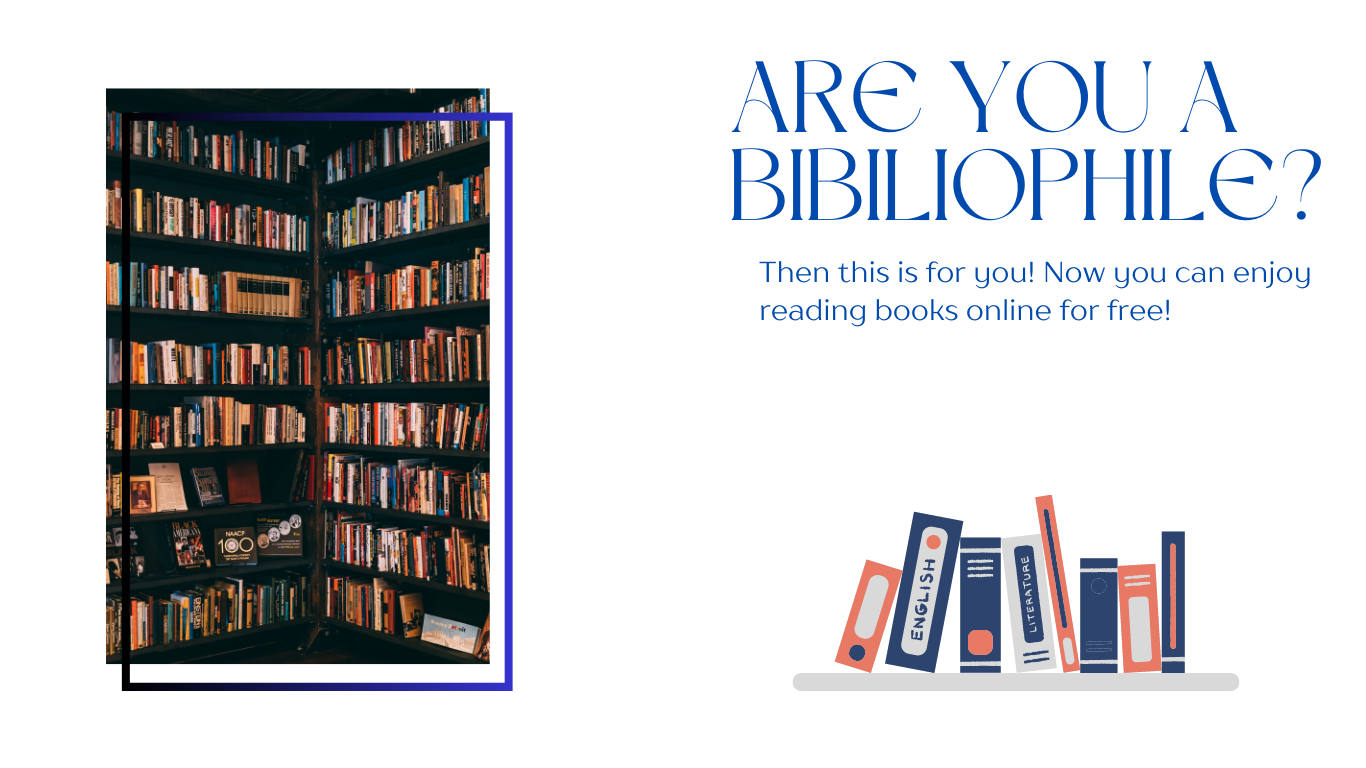 ARE YOU A
BIBILIOPHILE?
Then this is for you! Now you can enjoy
reading books online for free!
ENGLISH
LITERATURE
BLACK
NAACP
100